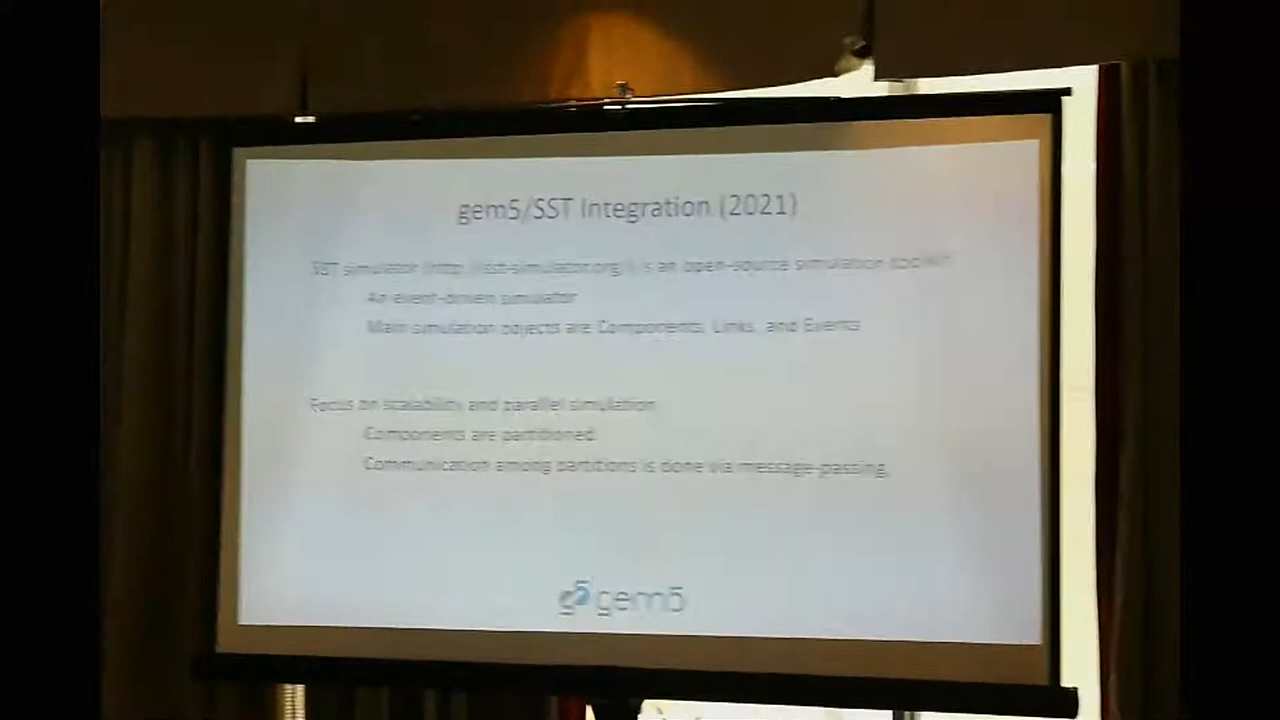 gem5/SST Integration (2021)
SST simulator (http://sst-simulator.org/) is an open-source simulation toolkit
An event-driven simulator
Main simulation objects are Components, Links, and Events
Focus on scalability and parallel simulation
Components are partitioned
Communication among partitions is done via message-passing.
gem5